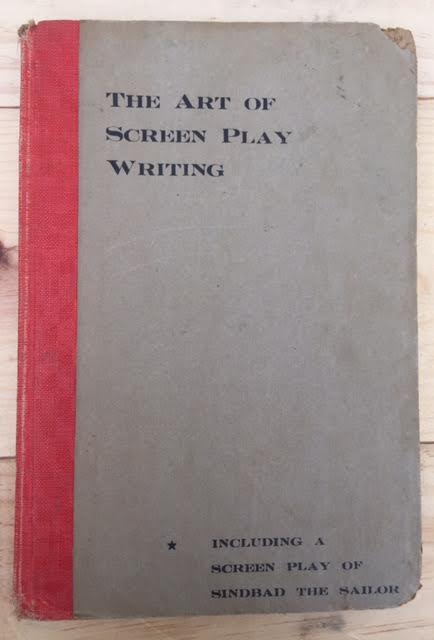 THE ART OF
SCREEN PLAY
WRITING
★ INCLUDING A
SCREEN PLAY OF
SINDBAD THE SAILOR